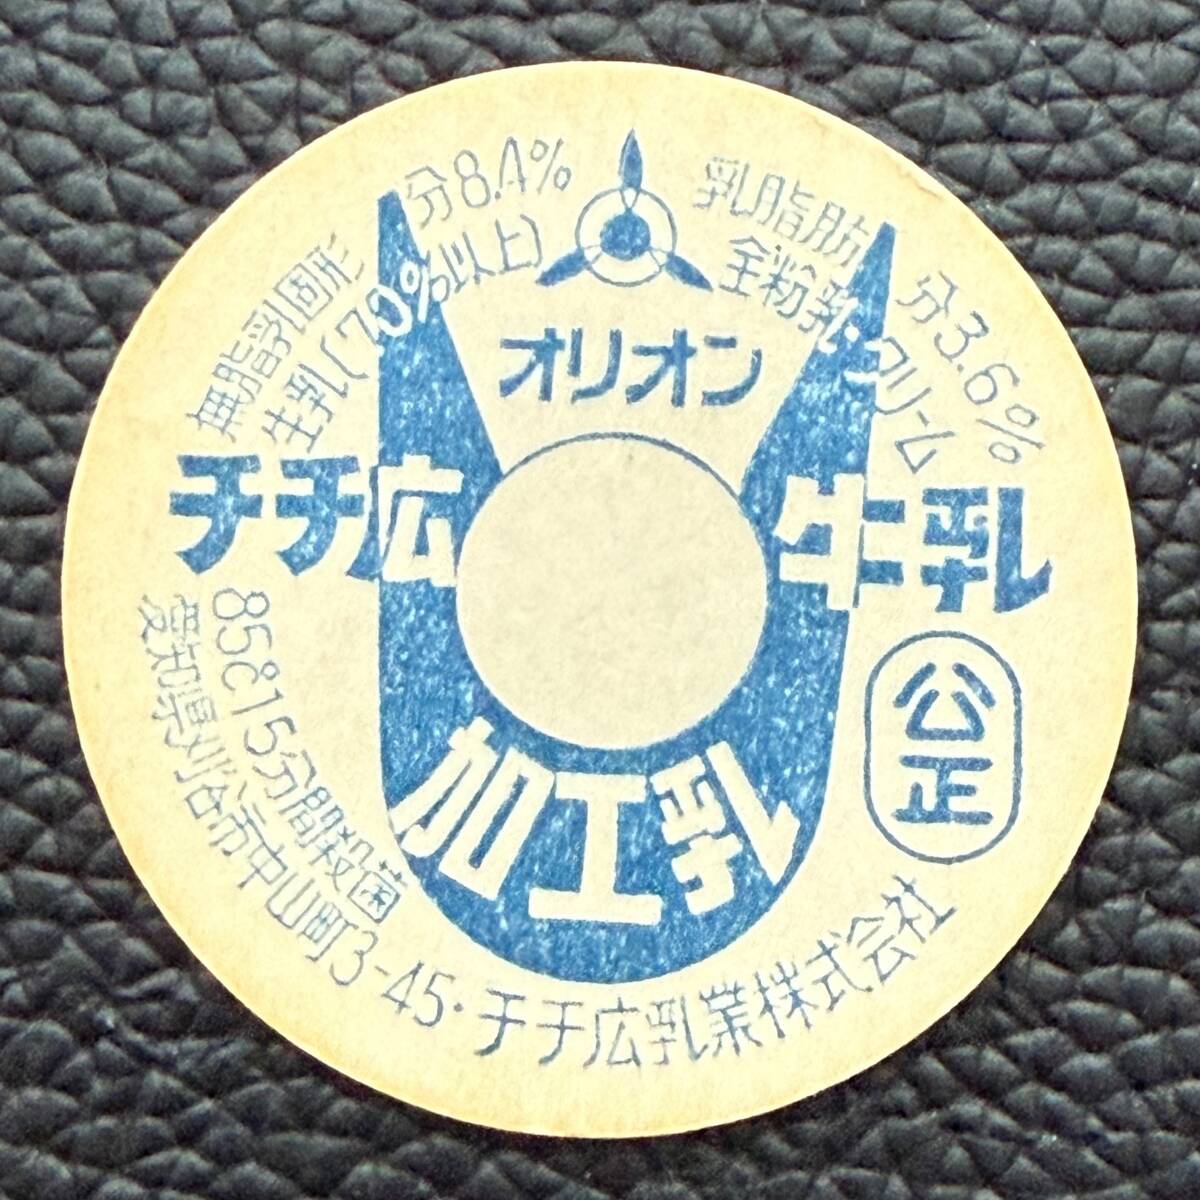 無脂乳固形分8.4%
生乳(70%以上)
乳脂肪分3.6%
全粉乳・クリーム
オリオン
チチ広牛乳
加工乳
公正
85℃15分間殺菌
愛知県刈谷市中山町3-45・チチ広乳業株式会社